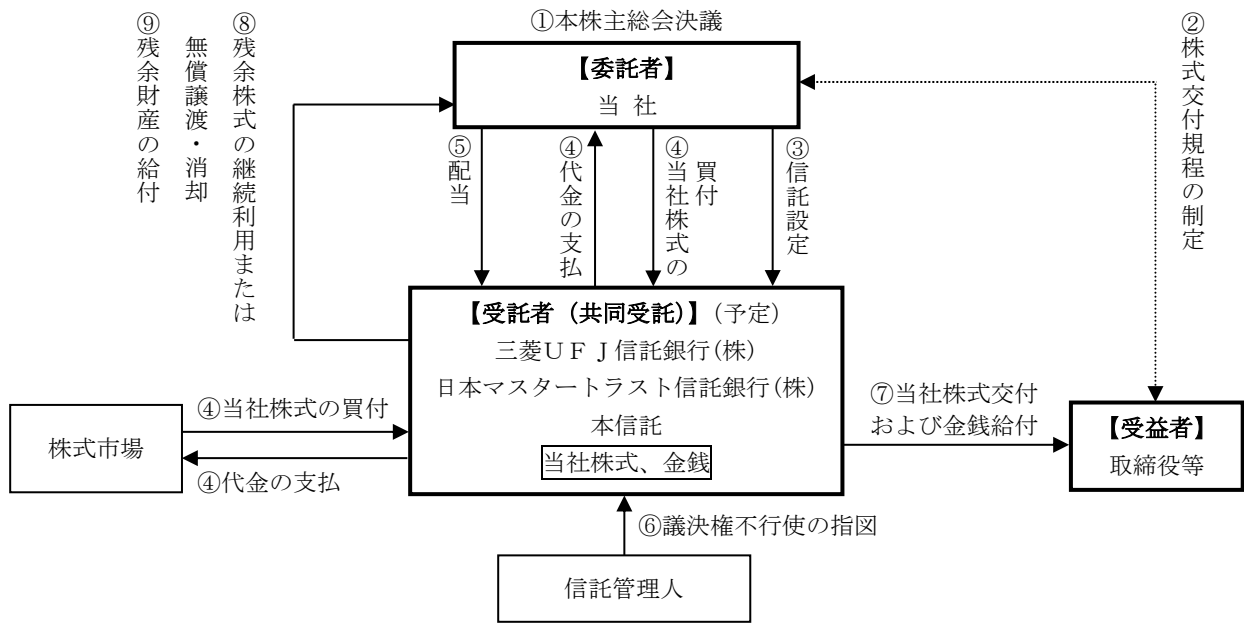 ①本株主総会決議
【委託者】
当 社
②株式交付規程の制定
⑧残余株式の継続利用または
無償譲渡・消却
⑨残余財産の給付
⑤配当
④代金の支払
④当社株式の
買付
③信託設定
【受託者（共同受託）】(予定)
三菱ＵＦＪ信託銀行(株)
日本マスタートラスト信託銀行(株)
本信託
当社株式、金銭
④当社株式の買付
株式市場
④代金の支払
⑦当社株式交付
および金銭給付
【受益者】
取締役等
⑥議決権不行使の指図
信託管理人